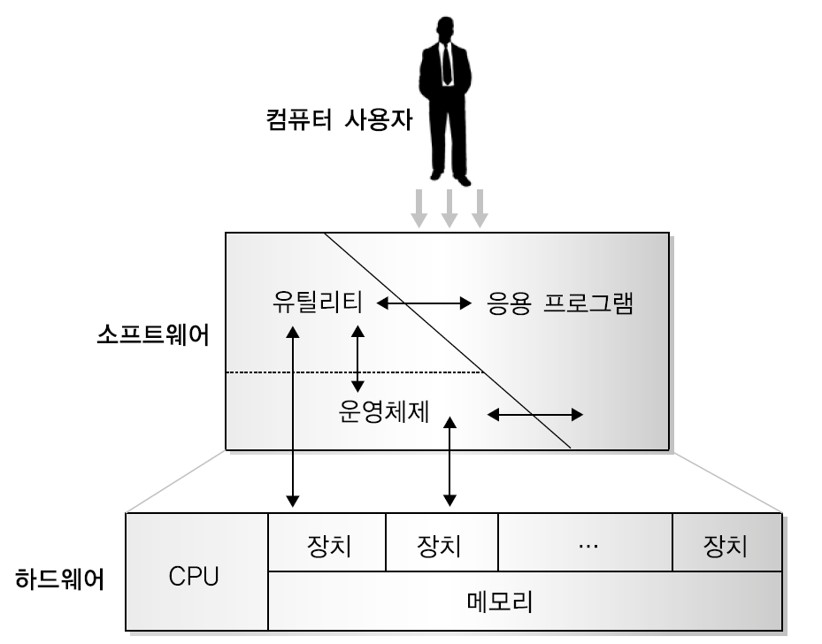 컴퓨터 사용자
유틸리티
응용 프로그램
소프트웨어
운영체제
장치
장치
…
장치
하드웨어
CPU
메모리